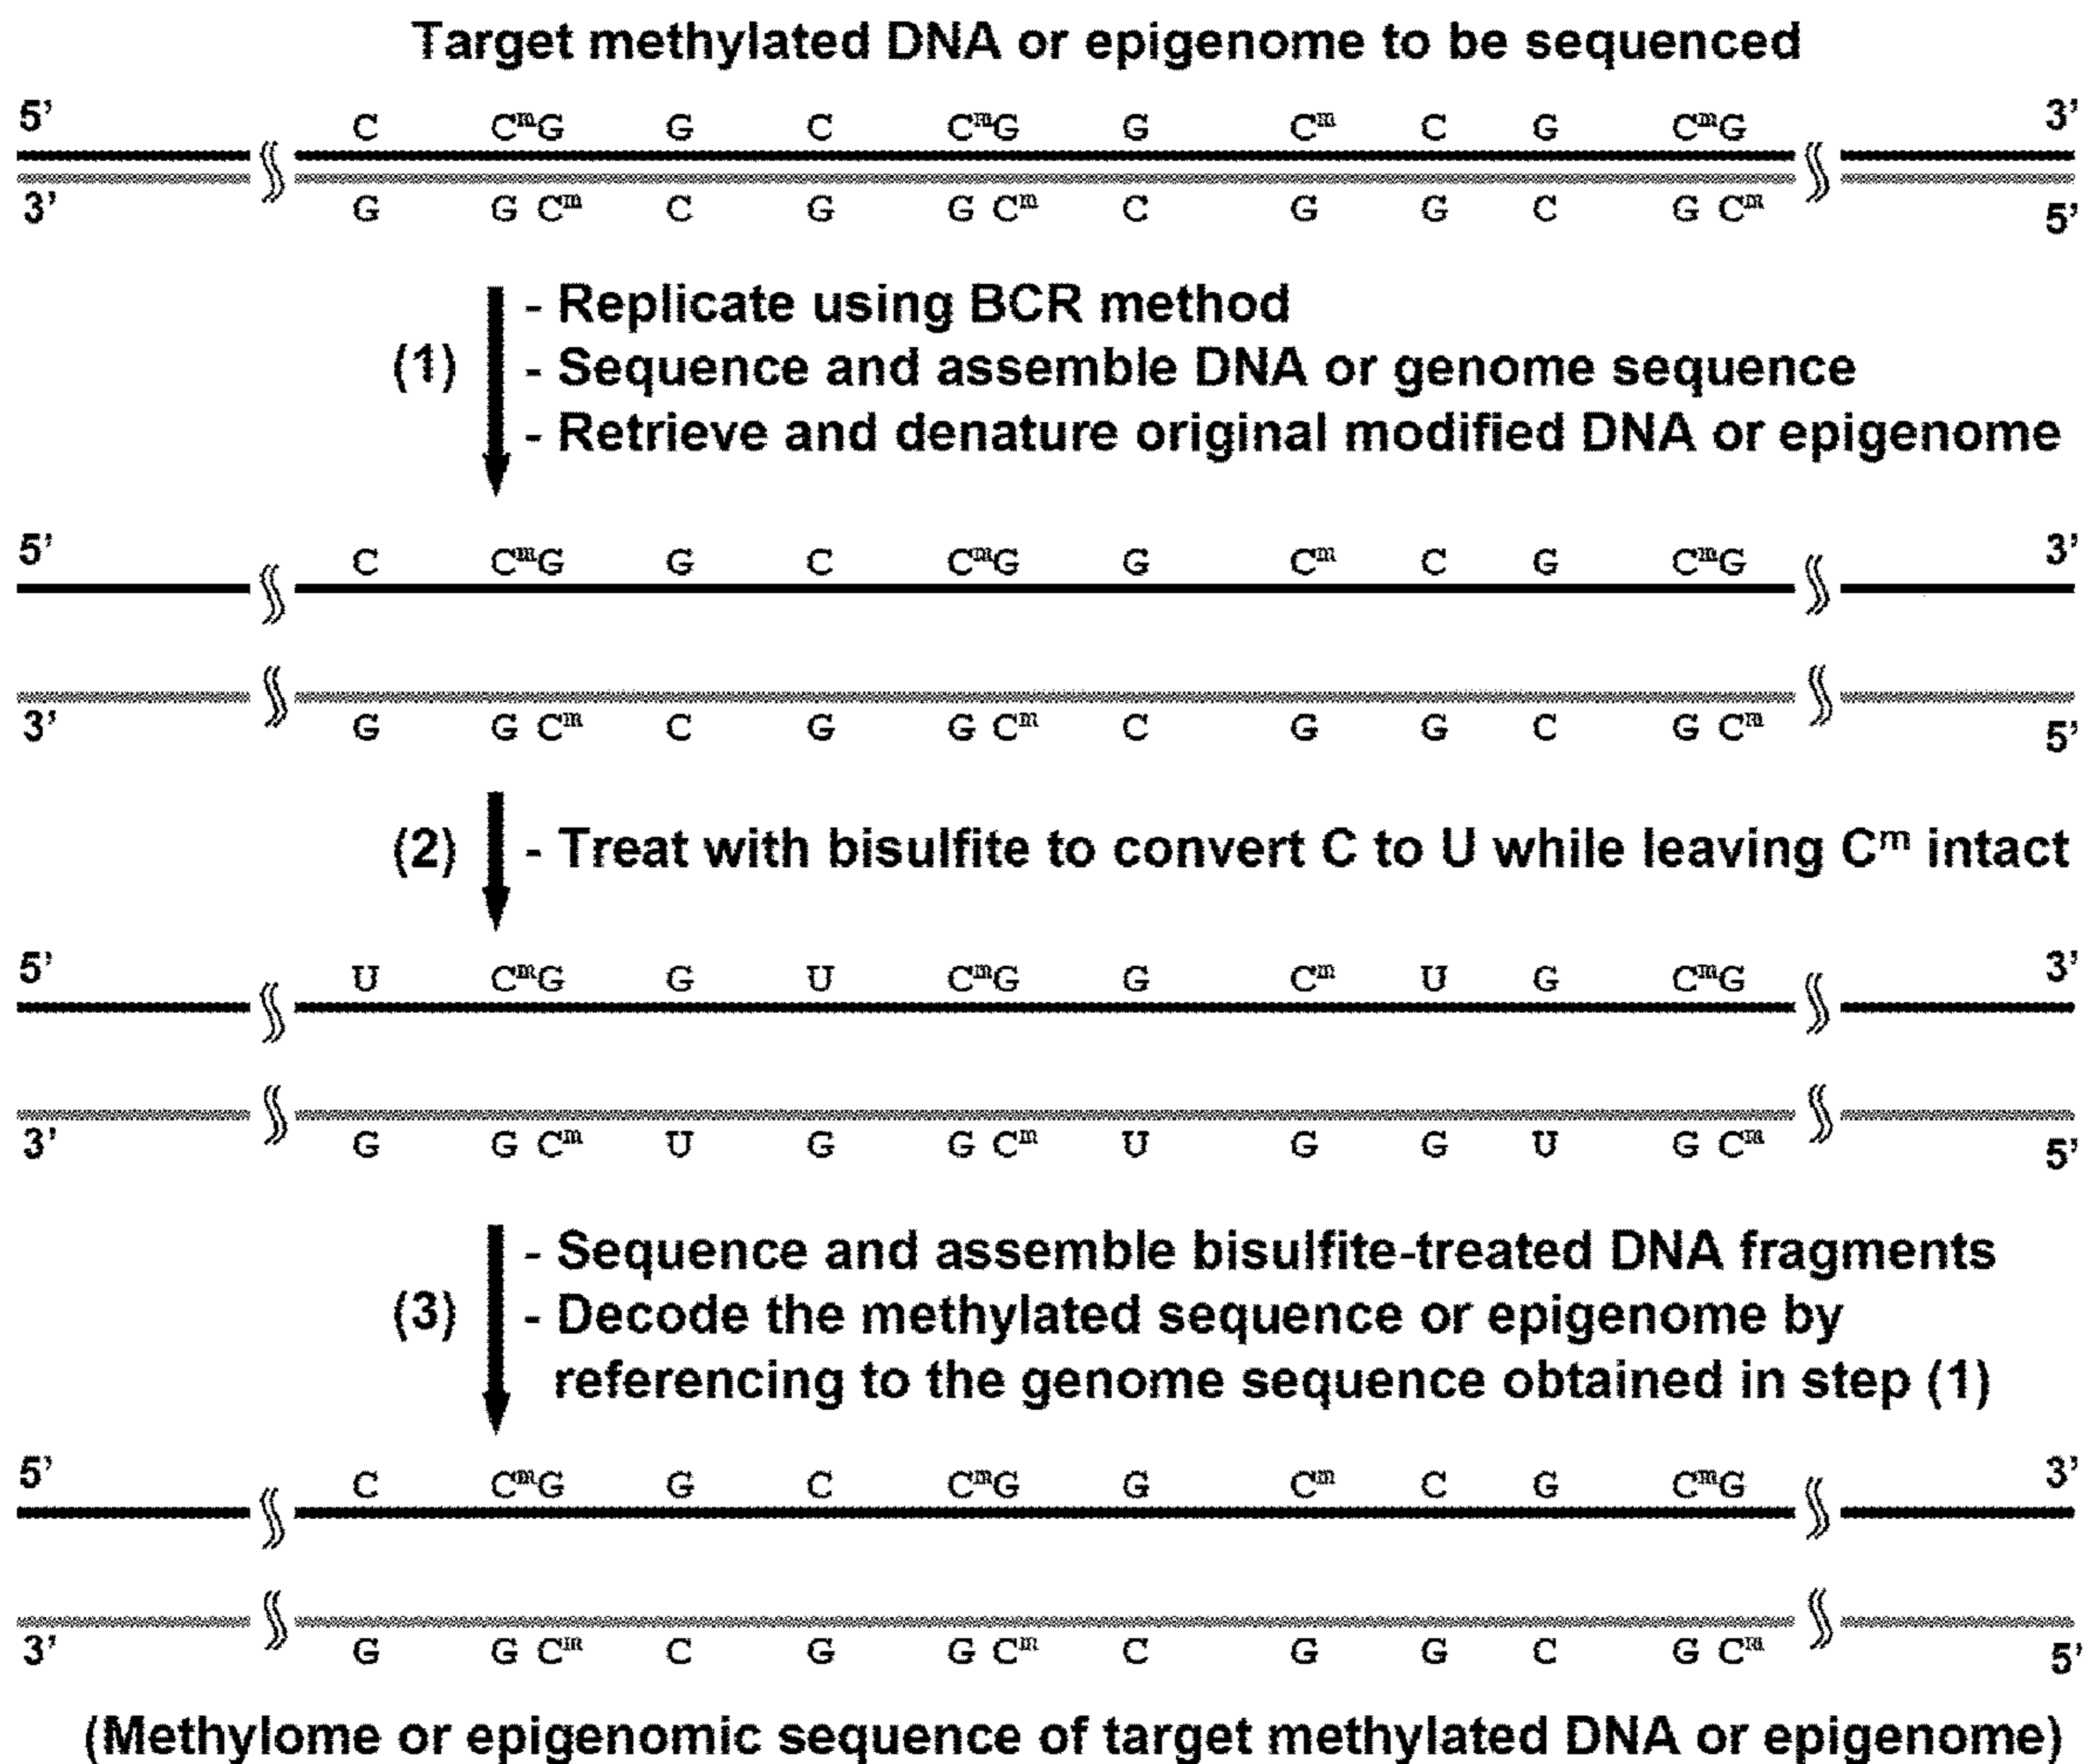 Target methylated DNA or epigenome to be sequenced
5’ C CᵐG G C CᵐG G Cᵐ C G CᵐG 3’
3’ G G Cᵐ C G G Cᵐ C G G C G Cᵐ 5’
(1)
- Replicate using BCR method
- Sequence and assemble DNA or genome sequence
- Retrieve and denature original modified DNA or epigenome
5’ C CᵐG G C CᵐG G Cᵐ C G CᵐG 3’
3’ G G Cᵐ C G G Cᵐ C G G C G Cᵐ 5’
(2)
- Treat with bisulfite to convert C to U while leaving Cᵐ intact
5’ U CᵐG G U CᵐG G Cᵐ U G CᵐG 3’
3’ G G Cᵐ U G G Cᵐ U G G U G Cᵐ 5’
(3)
- Sequence and assemble bisulfite-treated DNA fragments
- Decode the methylated sequence or epigenome by
referencing to the genome sequence obtained in step (1)
5’ C CᵐG G C CᵐG G Cᵐ C G CᵐG 3’
3’ G G Cᵐ C G G Cᵐ C G G C G Cᵐ 5’
(Methylome or epigenomic sequence of target methylated DNA or epigenome)